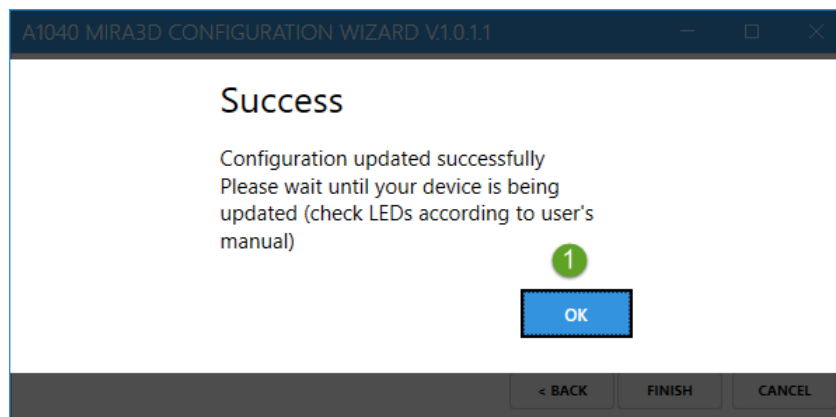 A1040 MIRA3D CONFIGURATION WIZARD V.1.0.1.1
Success
Configuration updated successfully
Please wait until your device is being
updated (check LEDs according to user's
manual)
1
OK
< BACK FINISH CANCEL